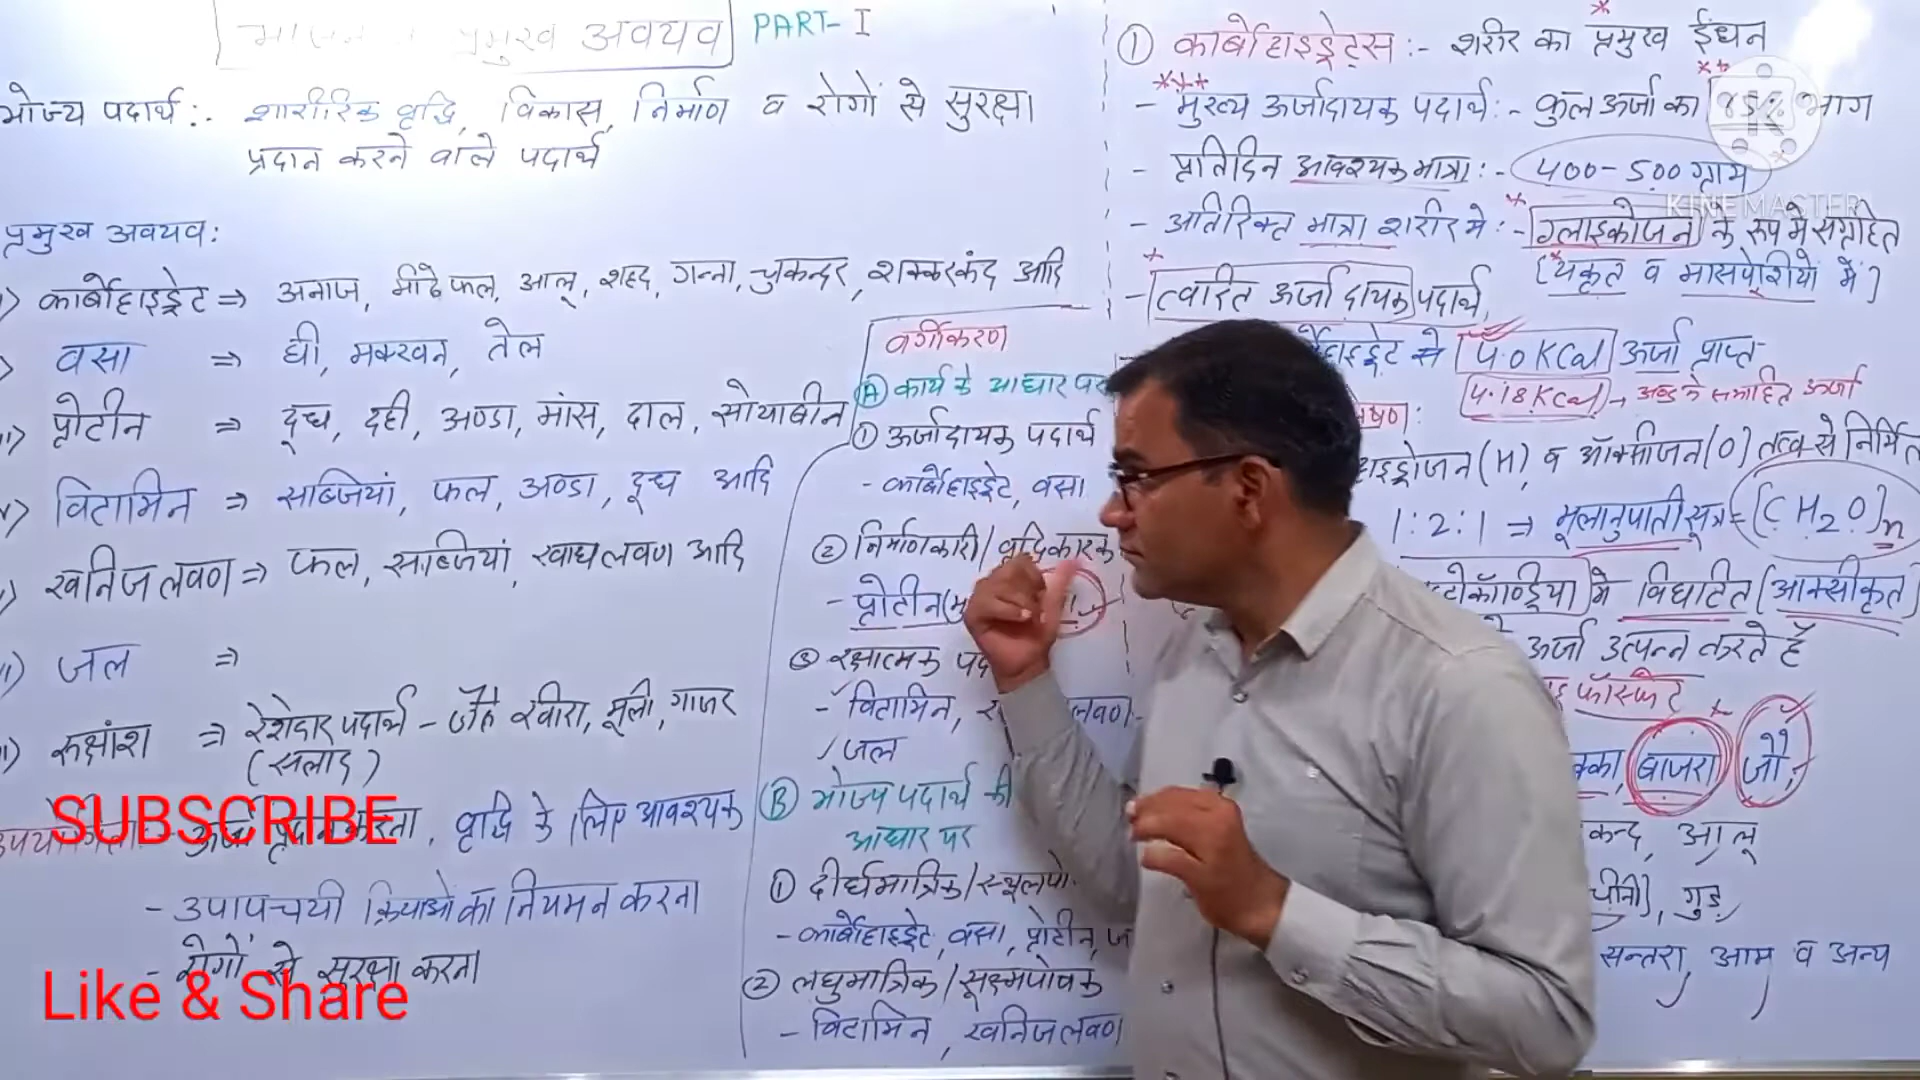 प्रमुख अवयव PART-I
भोज्य पदार्थ:- शारीरिक वृद्धि, विकास, निर्माण व रोगों से सुरक्षा
प्रदान करने वाले पदार्थ
प्रमुख अवयव:
कार्बोहाइड्रेट ⇒ अनाज, मीठे फल, आलू, शहद, गन्ना, चुकन्दर, शक्करकंद आदि
वसा ⇒ घी, मक्खन, तेल
प्रोटीन ⇒ दूध, दही, अण्डा, मांस, दाल, सोयाबीन
विटामिन ⇒ सब्जियां, फल, अण्डा, दूध आदि
खनिज लवण ⇒ फल, सब्जियां, खाद्य लवण आदि
जल ⇒
रुक्षांश ⇒ रेशेदार पदार्थ - जैसे खीरा, मूली, गाजर
(सलाद)
SUBSCRIBE
, वृद्धि के लिए आवश्यक
- उपापचयी क्रियाओं का नियमन करना
- रोगों से सुरक्षा करना
Like & Share
वर्गीकरण
(A) कार्य के आधार पर
① ऊर्जादायक पदार्थ
- कार्बोहाइड्रेट, वसा
② निर्माणकारी/वृद्धिकारक
- प्रोटीन
③ रक्षात्मक
- विटामिन, लवण
जल
(B) भोज्य पदार्थ की
आधार पर
① दीर्घमात्रिक/
- कार्बोहाइड्रेट, वसा, प्रोटीन,
② लघुमात्रिक/सूक्ष्मपोषक
- विटामिन, खनिज लवण
① कार्बोहाइड्रेट्स :- शरीर का प्रमुख ईंधन
- मुख्य ऊर्जादायक पदार्थ:- कुल ऊर्जा का भाग
- प्रतिदिन आवश्यक मात्रा:- 400-500 ग्राम
- अतिरिक्त मात्रा शरीर मे:- ग्लाइकोजन के रूप मे संग्रहित
[यकृत व मांसपेशियों में]
- त्वरित ऊर्जा दायक पदार्थ,
KINEMASTER
से 4.0 KCal ऊर्जा प्राप्त
4.18 KCal →
(H), व ऑक्सीजन(O) तत्व से निर्मित
1:2:1 ⇒ मूलानुपाती सूत्र = [CH2O]n
मे विघटित (आक्सीकृत)
ऊर्जा उत्पन्न करते हैं
फॉस्फेट
बाजरा, जौ,
आलू
गुड़
सन्तरा, आम व अन्य